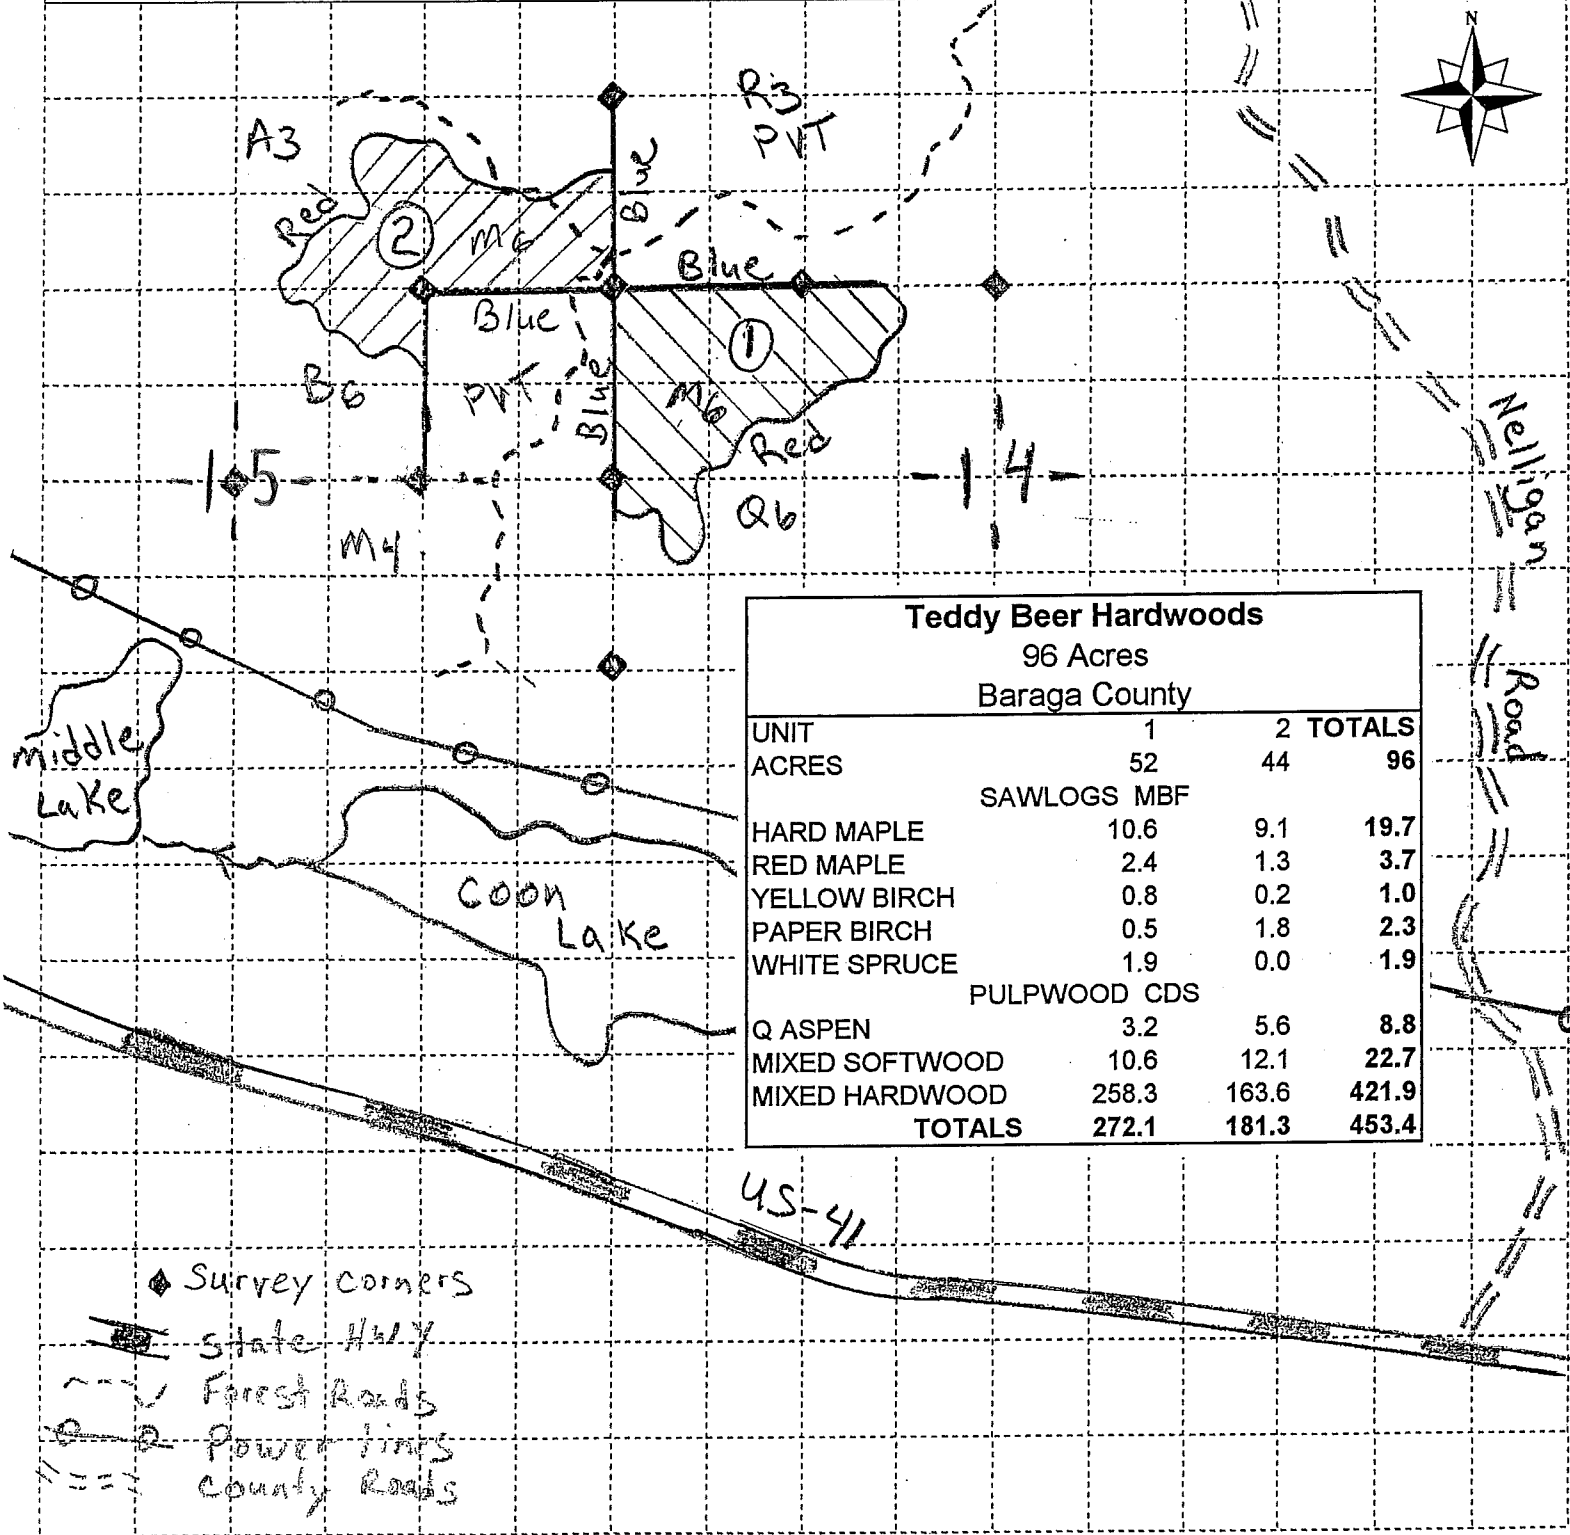 N
R3
PVT
A3
Blue
Red
2
M6
Blue
Blue
1
B6
PVT
Blue
M6
Red
15
14
Q6
M4
Nelligan
Road
Middle
Lake
Coon
Lake
Teddy Beer Hardwoods
96 Acres
Baraga County
UNIT 1 2 TOTALS
ACRES 52 44 96
SAWLOGS MBF
HARD MAPLE 10.6 9.1 19.7
RED MAPLE 2.4 1.3 3.7
YELLOW BIRCH 0.8 0.2 1.0
PAPER BIRCH 0.5 1.8 2.3
WHITE SPRUCE 1.9 0.0 1.9
PULPWOOD CDS
Q ASPEN 3.2 5.6 8.8
MIXED SOFTWOOD 10.6 12.1 22.7
MIXED HARDWOOD 258.3 163.6 421.9
TOTALS 272.1 181.3 453.4
US-41
Survey corners
State HWY
Forest Roads
Power lines
County Roads